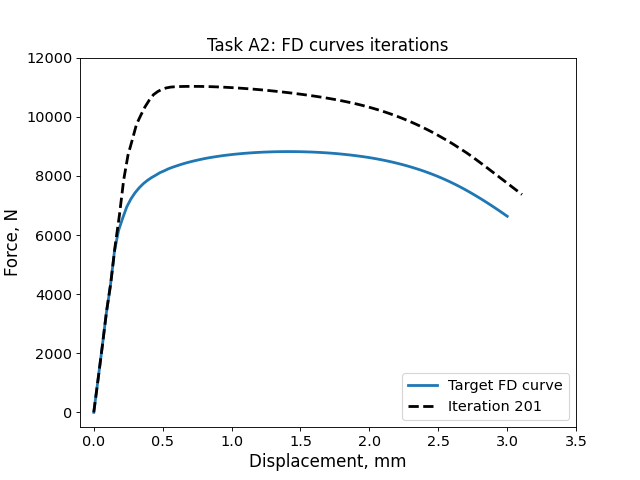 Task A2: FD curves iterations
12000
10000
8000
6000
4000
2000
0
Force, N
0.0 0.5 1.0 1.5 2.0 2.5 3.0 3.5
Displacement, mm
Target FD curve
Iteration 201